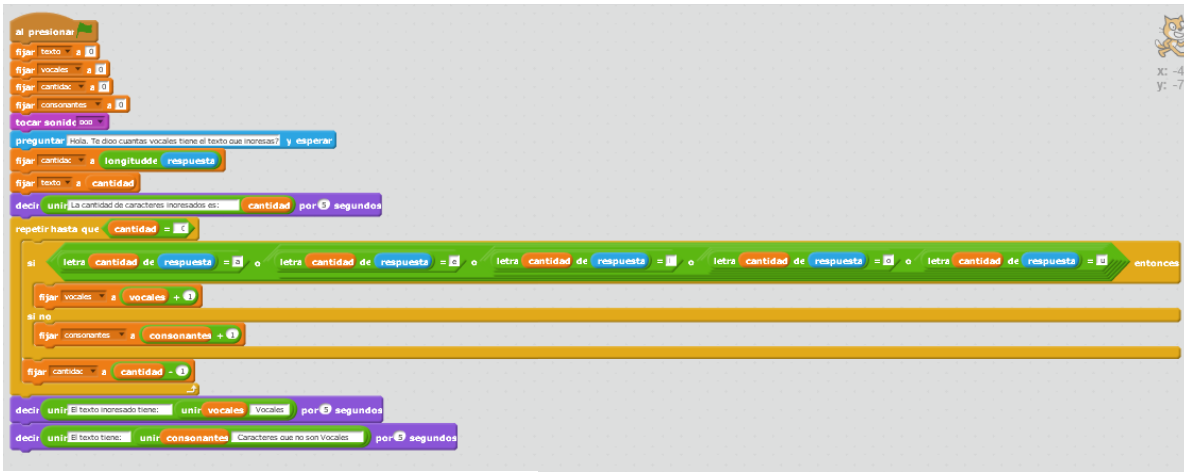 al presionar
fijar texto a 0
fijar vocales a 0
fijar cantidad a 0
fijar consonantes a 0
tocar sonido
preguntar Hola. Te digo cuantas vocales tiene el texto que ingresas? y esperar
fijar cantidad a longitudde respuesta
fijar texto a cantidad
decir unir La cantidad de caracteres ingresados es: cantidad por 5 segundos
repetir hasta que cantidad = 0
si letra cantidad de respuesta = a o letra cantidad de respuesta = e o letra cantidad de respuesta = i o letra cantidad de respuesta = o o letra cantidad de respuesta = u entonces
fijar vocales a vocales + 1
si no
fijar consonantes a consonantes + 1
fijar cantidad a cantidad - 1
decir unir El texto ingresado tiene: unir vocales Vocales por 5 segundos
decir unir El texto tiene: unir consonantes Caracteres que no son Vocales por 5 segundos
x: -4
y: -7